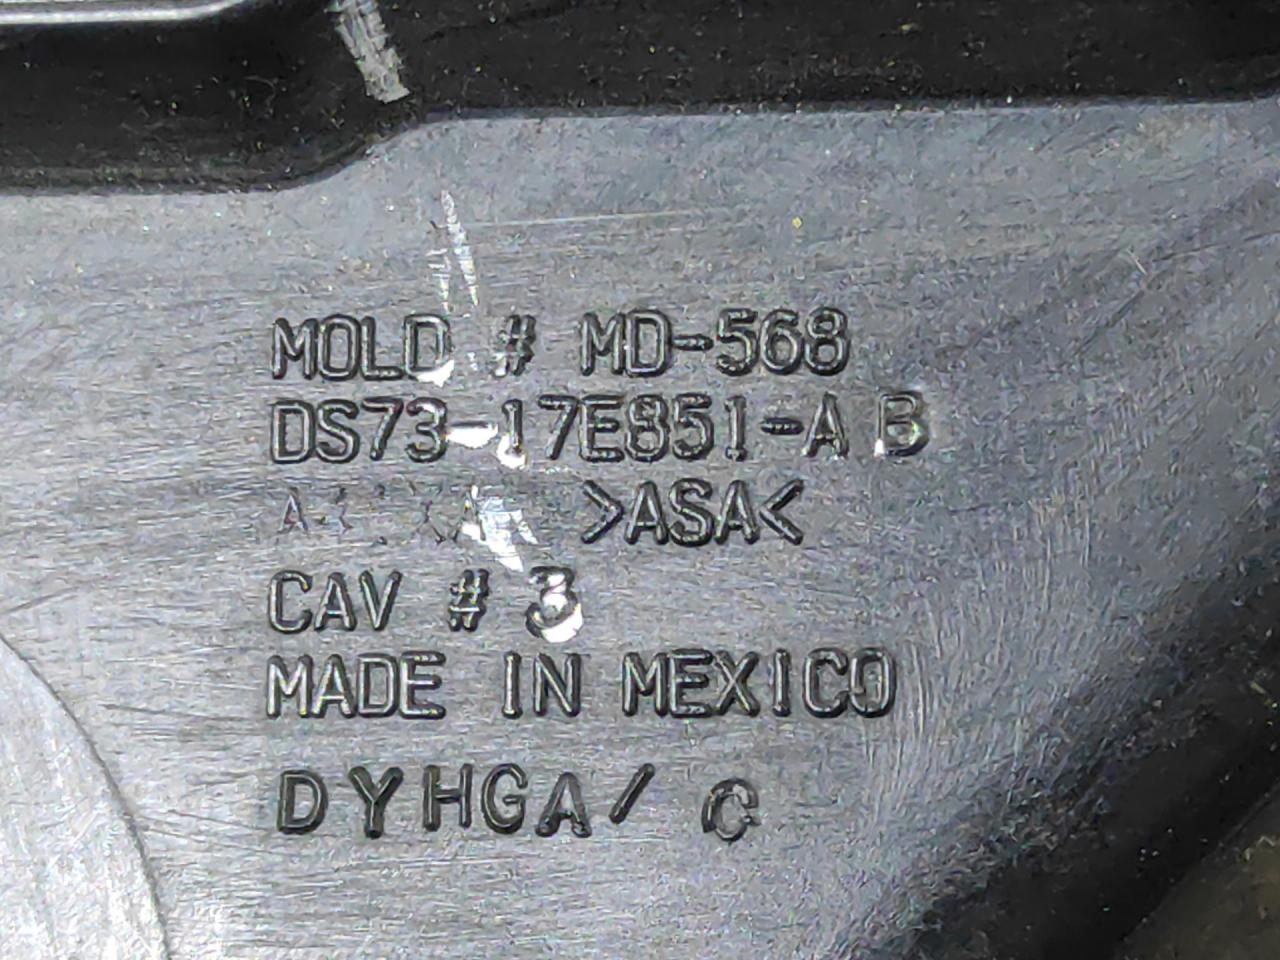 MOLD # MD-568
DS73-17E851-A B
>ASA<
CAV # 3
MADE IN MEXICO
DYHGA/ C